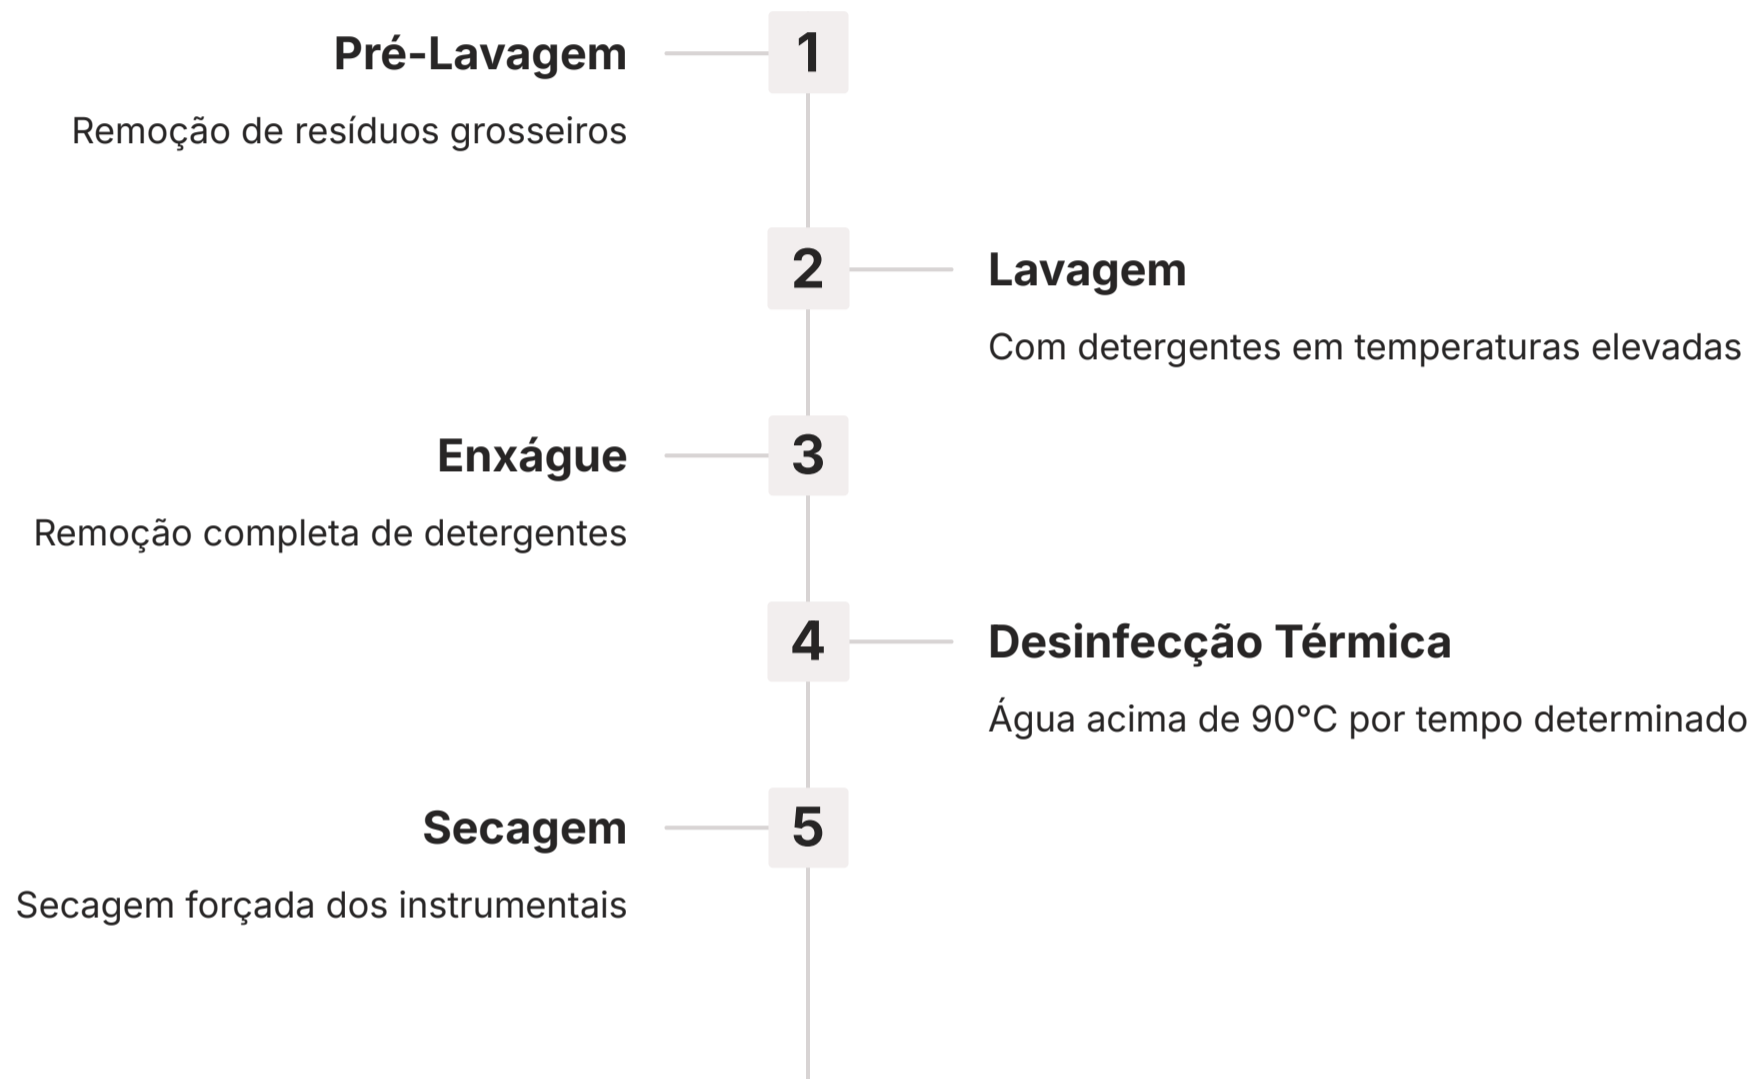 Pré-Lavagem
1
Remoção de resíduos grosseiros
2
Lavagem
Com detergentes em temperaturas elevadas
Enxágue
3
Remoção completa de detergentes
4
Desinfecção Térmica
Água acima de 90°C por tempo determinado
Secagem
5
Secagem forçada dos instrumentais